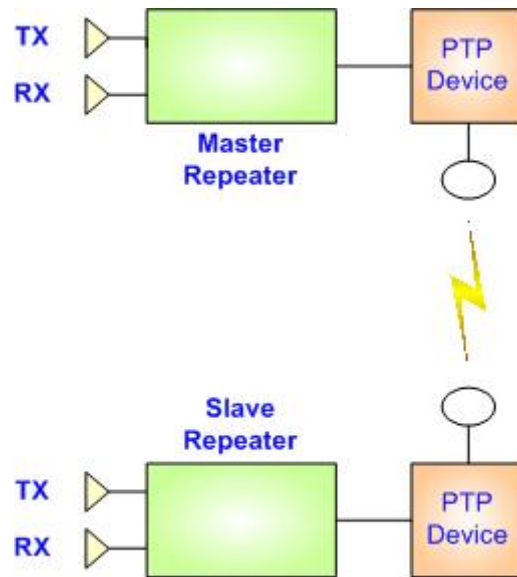 TX
RX
PTP
Device
Master
Repeater
Slave
Repeater
TX
RX
PTP
Device